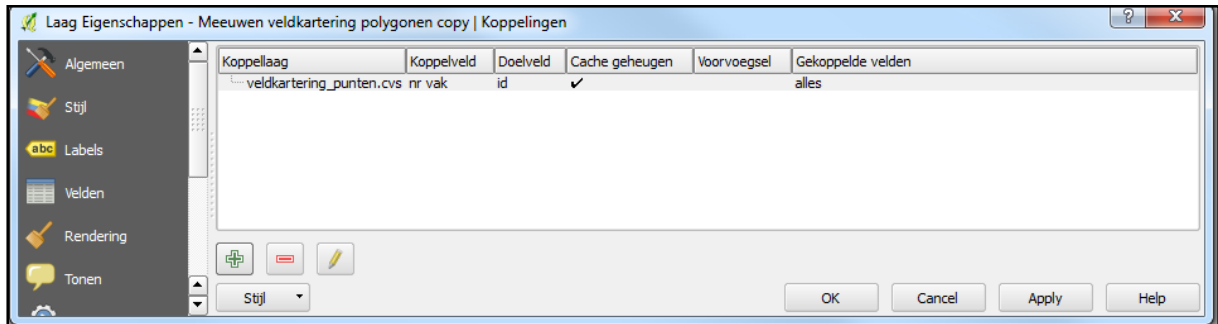 Laag Eigenschappen - Meeuwen veldkartering polygonen copy | Koppelingen
Algemeen
Stijl
abc Labels
Velden
Rendering
Tonen
Koppellaag Koppelveld Doelveld Cache geheugen Voorvoegsel Gekoppelde velden
veldkartering_punten.cvs nr vak id ✔ alles
Stijl
OK Cancel Apply Help